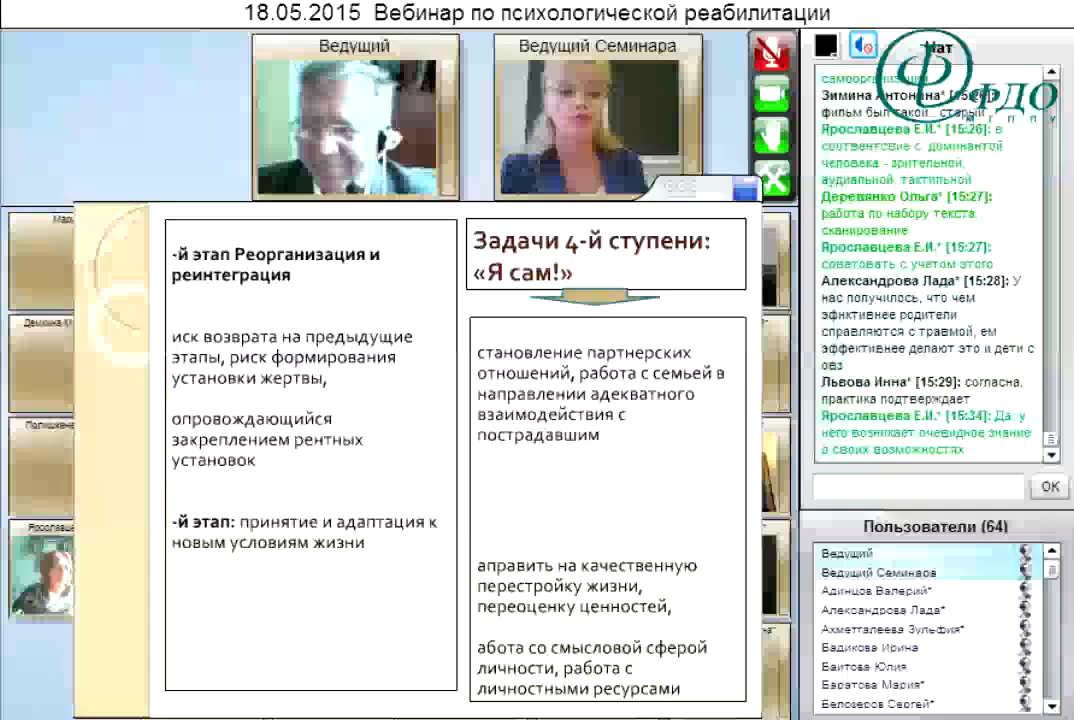 18.05.2015 Вебинар по психологической реабилитации
Ведущий
Ведущий Семинара
-й этап Реорганизация и
реинтеграция
иск возврата на предыдущие
этапы, риск формирования
установки жертвы,
опровождающийся
закреплением рентных
установок
-й этап: принятие и адаптация к
новым условиям жизни
Задачи 4-й ступени:
«Я сам!»
становление партнерских
отношений, работа с семьей в
направлении адекватного
взаимодействия с
пострадавшим
аправить на качественную
перестройку жизни,
переоценку ценностей,
абота со смысловой сферой
личности, работа с
личностными ресурсами
Чат
ФДО
самоорганизации
Зимина Антонина* [15:26]:
фильм был такой.. старый
Ярославцева Е.И.* [15:26]: в
соответствие с доминантой
человека - зрительной,
аудиальной, тактильной
Деревянко Ольга* [15:27]:
работа по набору текста,
сканирование
Ярославцева Е.И.* [15:27]:
советовать с учетом этого
Александрова Лада* [15:28]: У
нас получилось, что чем
эфнктивнее родители
справляются с травмой, ем
эффективнее делают это и дети с
овз
Львова Инна* [15:29]: согласна,
практика подтверждает
Ярославцева Е.И.* [15:34]: Да, у
него возникает очевидное знание
о своих возможностях
OK
Пользователи (64)
Ведущий
Ведущий Семинара
Адинцов Валерий*
Александрова Лада*
Ахметгалеева Зульфия*
Бадикова Ирина
Баитова Юлия
Баратова Мария*
Белозеров Сергей*